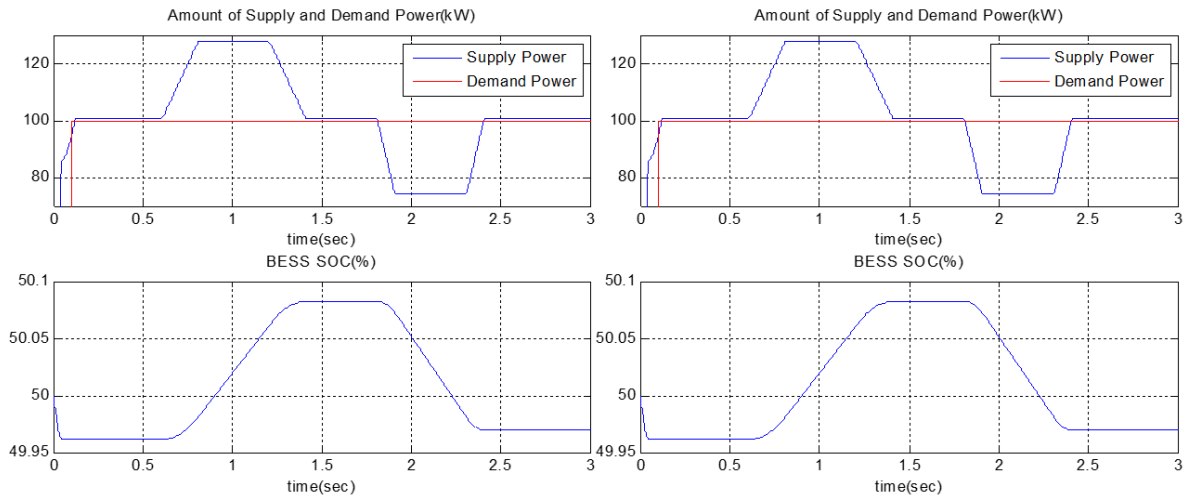 Amount of Supply and Demand Power(kW)
120
100
80
Supply Power
Demand Power
0 0.5 1 1.5 2 2.5 3
time(sec)
BESS SOC(%)
50.1
50.05
50
49.95
0 0.5 1 1.5 2 2.5 3
time(sec)
Amount of Supply and Demand Power(kW)
120
100
80
Supply Power
Demand Power
0 0.5 1 1.5 2 2.5 3
time(sec)
BESS SOC(%)
50.1
50.05
50
49.95
0 0.5 1 1.5 2 2.5 3
time(sec)